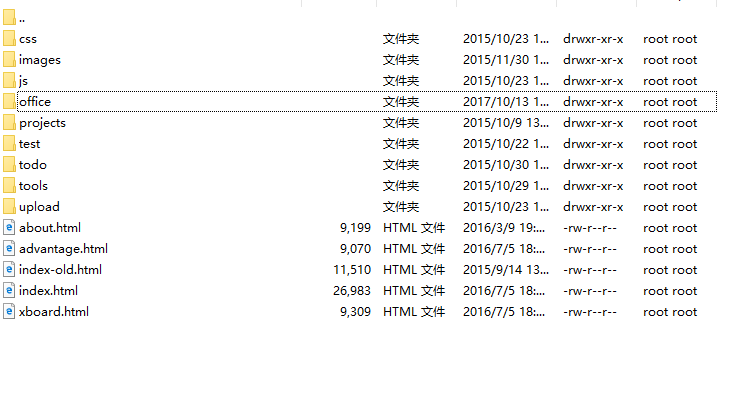 ..
css 文件夹 2015/10/23 1... drwxr-xr-x root root
images 文件夹 2015/11/30 1... drwxr-xr-x root root
js 文件夹 2015/10/23 1... drwxr-xr-x root root
office 文件夹 2017/10/13 1... drwxr-xr-x root root
projects 文件夹 2015/10/9 13... drwxr-xr-x root root
test 文件夹 2015/10/22 1... drwxr-xr-x root root
todo 文件夹 2015/10/30 1... drwxr-xr-x root root
tools 文件夹 2015/10/29 1... drwxr-xr-x root root
upload 文件夹 2015/10/23 1... drwxr-xr-x root root
about.html 9,199 HTML 文件 2016/3/9 19:... -rw-r--r-- root root
advantage.html 9,070 HTML 文件 2016/7/5 18:... -rw-r--r-- root root
index-old.html 11,510 HTML 文件 2015/9/14 13... -rw-r--r-- root root
index.html 26,983 HTML 文件 2016/7/5 18:... -rw-r--r-- root root
xboard.html 9,309 HTML 文件 2016/7/5 18:... -rw-r--r-- root root